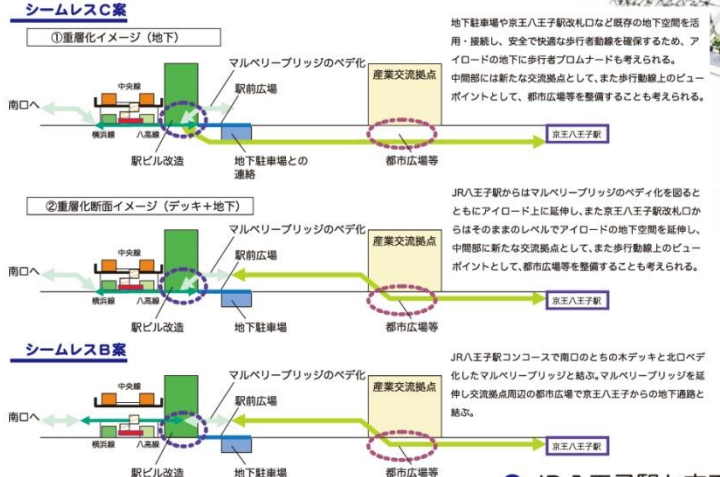 シームレスC案
①重層化イメージ（地下）
地下駐車場や京王八王子駅改札口など既存の地下空間を活
用・接続し、安全で快適な歩行者動線を確保するため、ア
イロードの地下に歩行者プロムナードも考えられる。
中間部には新たな交流拠点として、また歩行動線上のビュー
ポイントとして、都市広場等を整備することも考えられる。
マルベリーブリッジのペデ化
産業交流拠点
中央線
駅前広場
南口へ
横浜線
八高線
京王八王子駅
駅ビル改造
地下駐車場との
連絡
都市広場等
②重層化断面イメージ（デッキ＋地下）
JR八王子駅からはマルベリーブリッジのペディ化を図ると
ともにアイロード上に延伸し、また京王八王子駅改札口か
らはそのままのレベルでアイロードの地下空間を延伸し、
中間部に新たな交流拠点として、また歩行動線上のビュー
ポイントとして、都市広場等を整備することも考えられる。
マルベリーブリッジのペデ化
産業交流拠点
中央線
駅前広場
南口へ
横浜線
八高線
京王八王子駅
駅ビル改造
地下駐車場
都市広場等
シームレスB案
JR八王子駅コンコースで南口のとちの木デッキと北口ペデ
化したマルベリーブリッジと結ぶ。マルベリーブリッジを延
伸し交流拠点周辺の都市広場で京王八王子からの地下通路と
結ぶ。
マルベリーブリッジのペデ化
産業交流拠点
中央線
駅前広場
南口へ
横浜線
八高線
京王八王子駅
駅ビル改造
地下駐車場
都市広場等